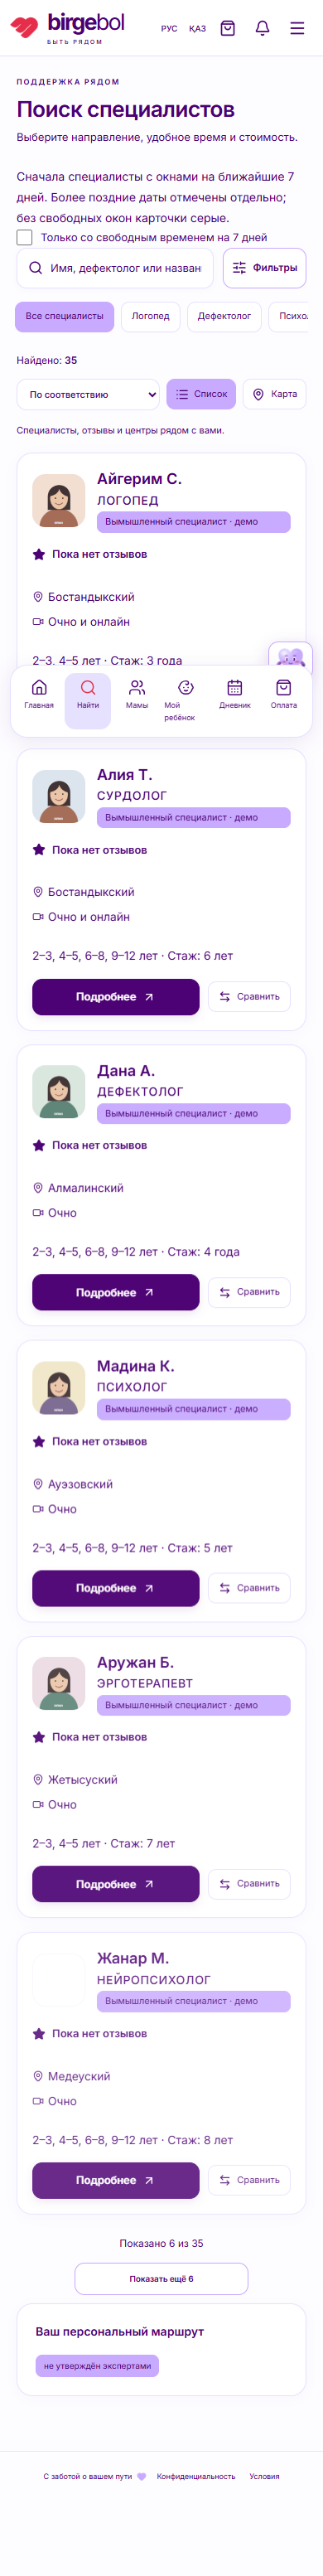 birgebol
БЫТЬ РЯДОМ
РУС ҚАЗ
ПОДДЕРЖКА РЯДОМ
Поиск специалистов
Выберите направление, удобное время и стоимость.
Сначала специалисты с окнами на ближайшие 7
дней. Более поздние даты отмечены отдельно;
без свободных окон карточки серые.
Только со свободным временем на 7 дней
Имя, дефектолог или назван
Фильтры
Все специалисты
Логопед
Дефектолог
Найдено: 35
По соответствию
Список
Карта
Специалисты, отзывы и центры рядом с вами.
Айгерим С.
ЛОГОПЕД
Вымышленный специалист · демо
Пока нет отзывов
Бостандыкский
Очно и онлайн
2–3, 4–5 лет · Стаж: 3 года
Главная
Найти
Мамы
Мой
ребёнок
Дневник
Оплата
Алия Т.
СУРДОЛОГ
Вымышленный специалист · демо
Пока нет отзывов
Бостандыкский
Очно и онлайн
2–3, 4–5, 6–8, 9–12 лет · Стаж: 6 лет
Подробнее
Сравнить
Дана А.
ДЕФЕКТОЛОГ
Вымышленный специалист · демо
Пока нет отзывов
Алмалинский
Очно
2–3, 4–5, 6–8, 9–12 лет · Стаж: 4 года
Подробнее
Сравнить
Мадина К.
ПСИХОЛОГ
Вымышленный специалист · демо
Пока нет отзывов
Ауэзовский
Очно
2–3, 4–5, 6–8, 9–12 лет · Стаж: 5 лет
Подробнее
Сравнить
Аружан Б.
ЭРГОТЕРАПЕВТ
Вымышленный специалист · демо
Пока нет отзывов
Жетысуский
Очно
2–3, 4–5 лет · Стаж: 7 лет
Подробнее
Сравнить
Жанар М.
НЕЙРОПСИХОЛОГ
Вымышленный специалист · демо
Пока нет отзывов
Медеуский
Очно
2–3, 4–5, 6–8, 9–12 лет · Стаж: 8 лет
Подробнее
Сравнить
Показано 6 из 35
Показать ещё 6
Ваш персональный маршрут
не утверждён экспертами
С заботой о вашем пути
Конфиденциальность
Условия